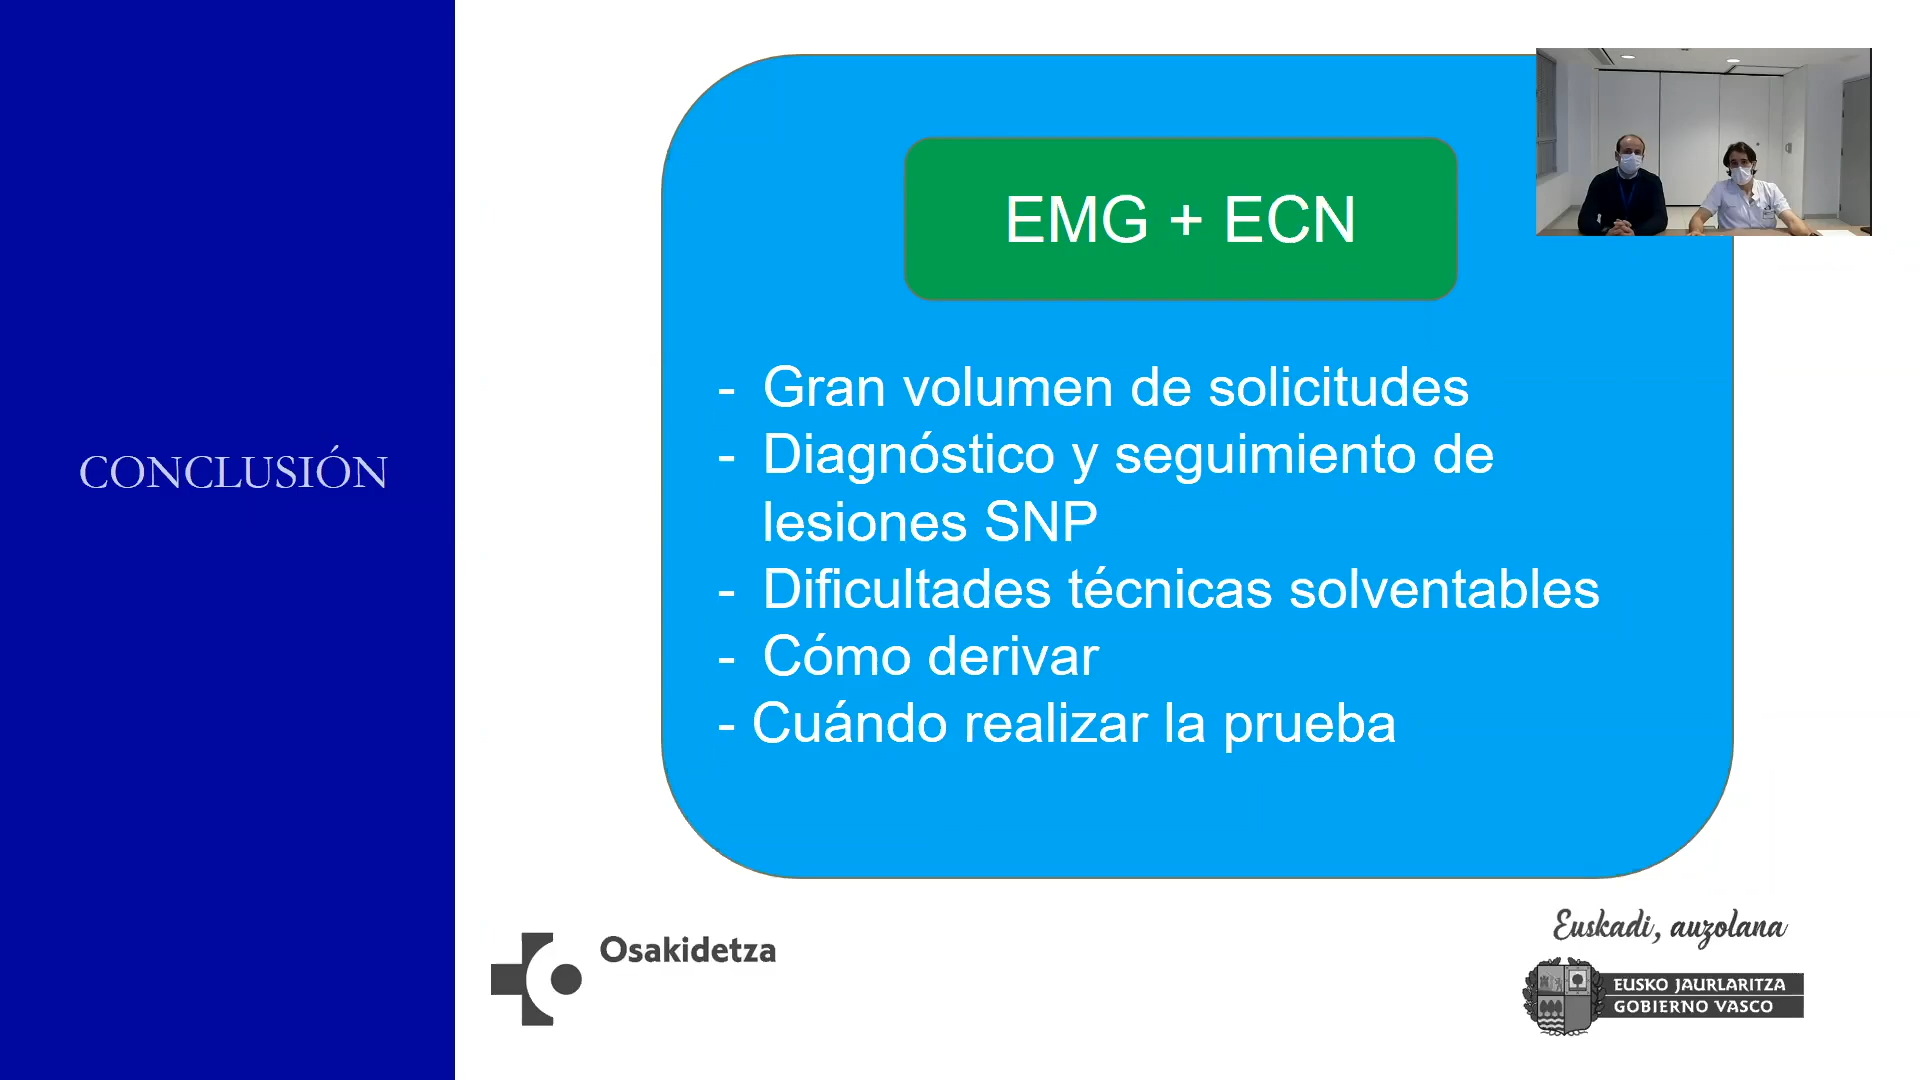 CONCLUSIÓN
EMG + ECN
- Gran volumen de solicitudes
- Diagnóstico y seguimiento de
lesiones SNP
- Dificultades técnicas solventables
- Cómo derivar
- Cuándo realizar la prueba
Osakidetza
Euskadi, auzolana
EUSKO JAURLARITZA
GOBIERNO VASCO